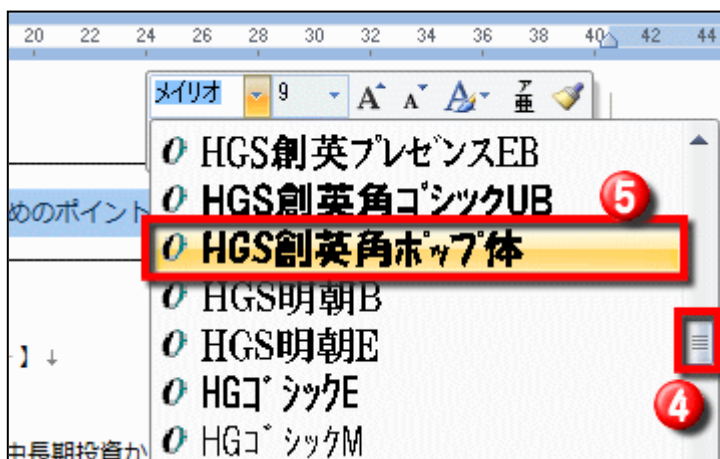 20 22 24 26 28 30 32 34 36 38 40 42 44
メイリオ 9 A A A ア亜
HGS創英プレゼンスEB
めのポイント
HGS創英角ゴシックUB
5
HGS創英角ポップ体
HGS明朝B
HGS明朝E
】↓
HGゴシックE
4
HGゴシックM
中長期投資か